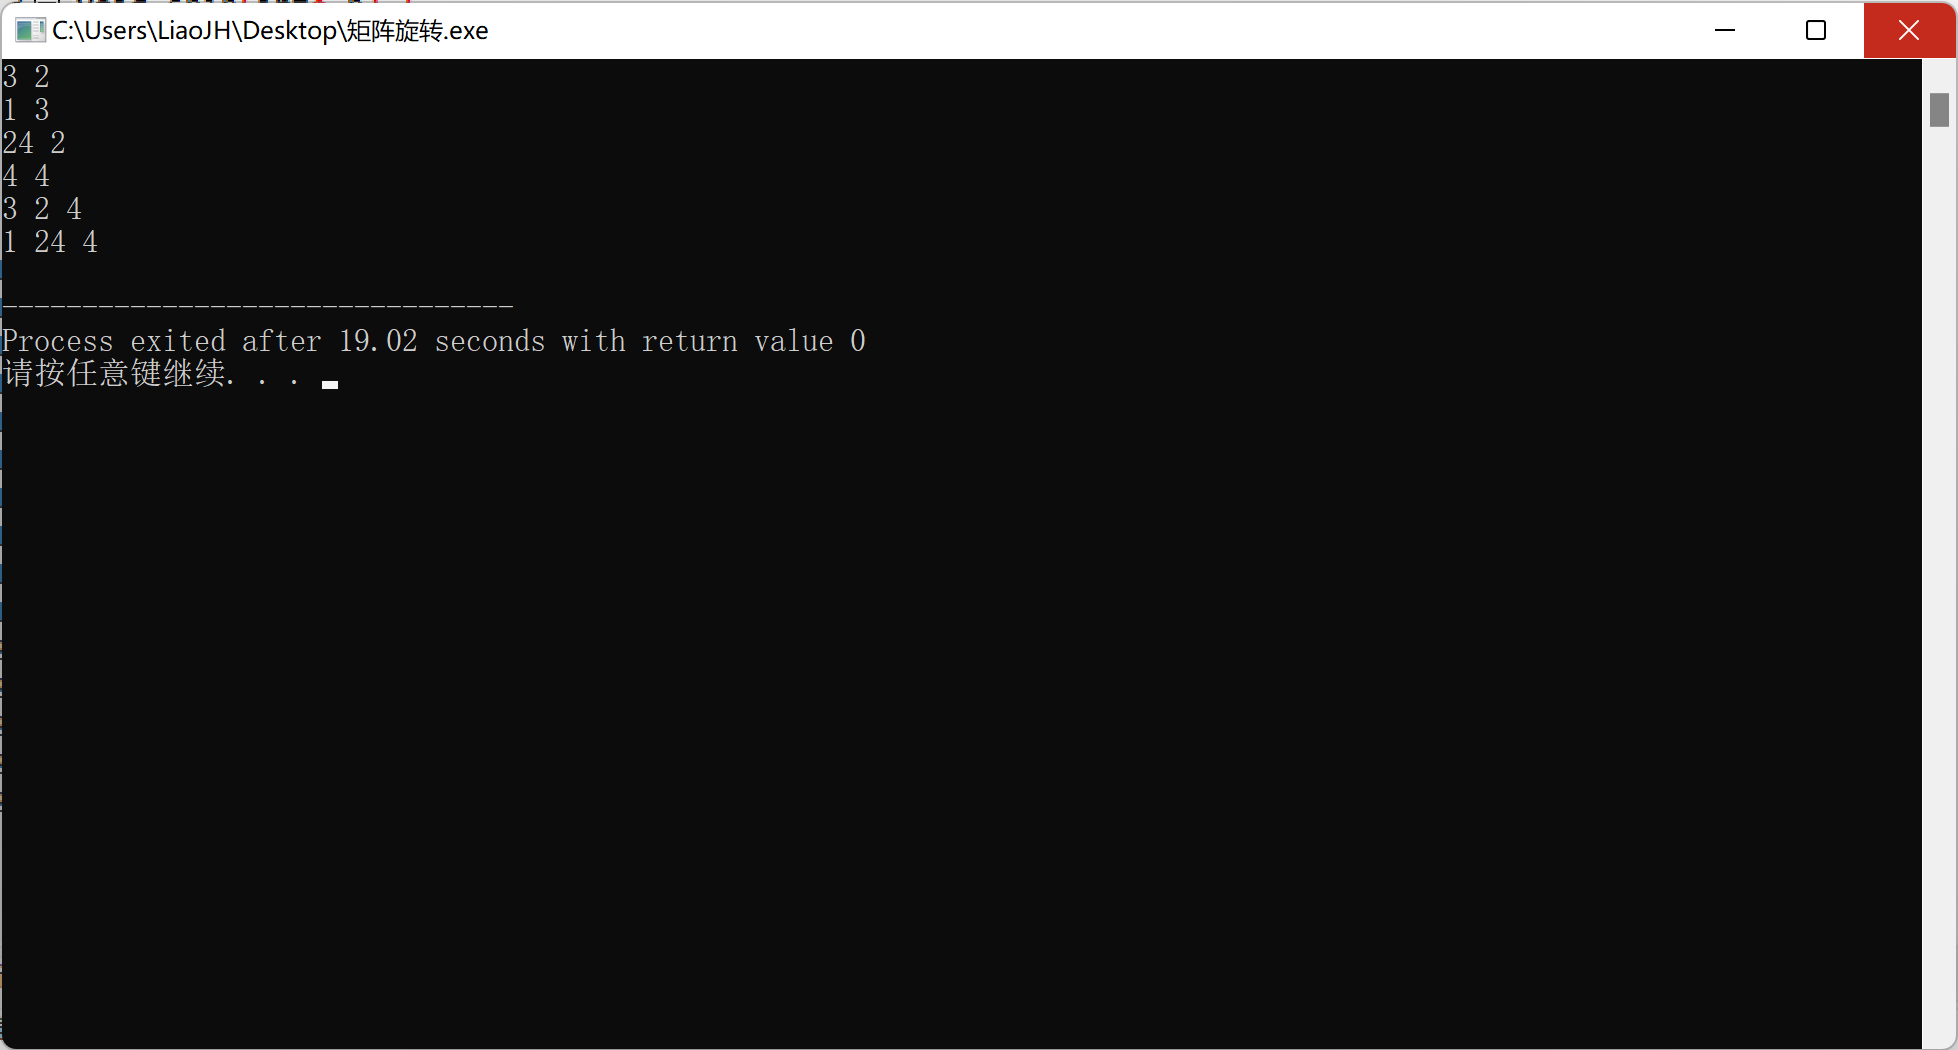 C:\Users\LiaoJH\Desktop\矩阵旋转.exe
3 2
1 3
24 2
4 4
3 2 4
1 24 4
--------------------------------
Process exited after 19.02 seconds with return value 0
请按任意键继续. . .